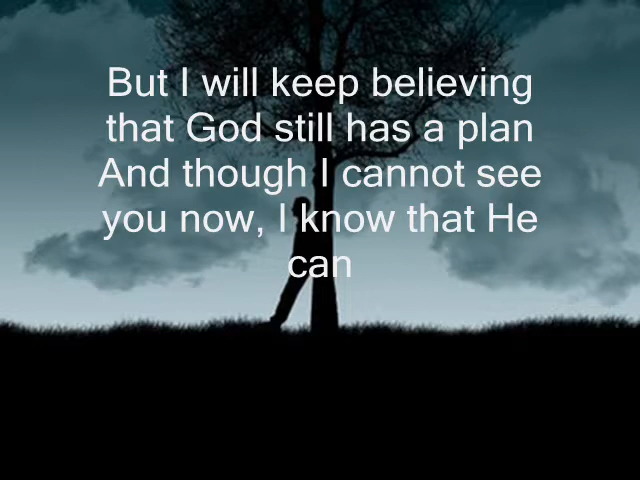 But I will keep believing
that God still has a plan
And though I cannot see
you now, I know that He
can